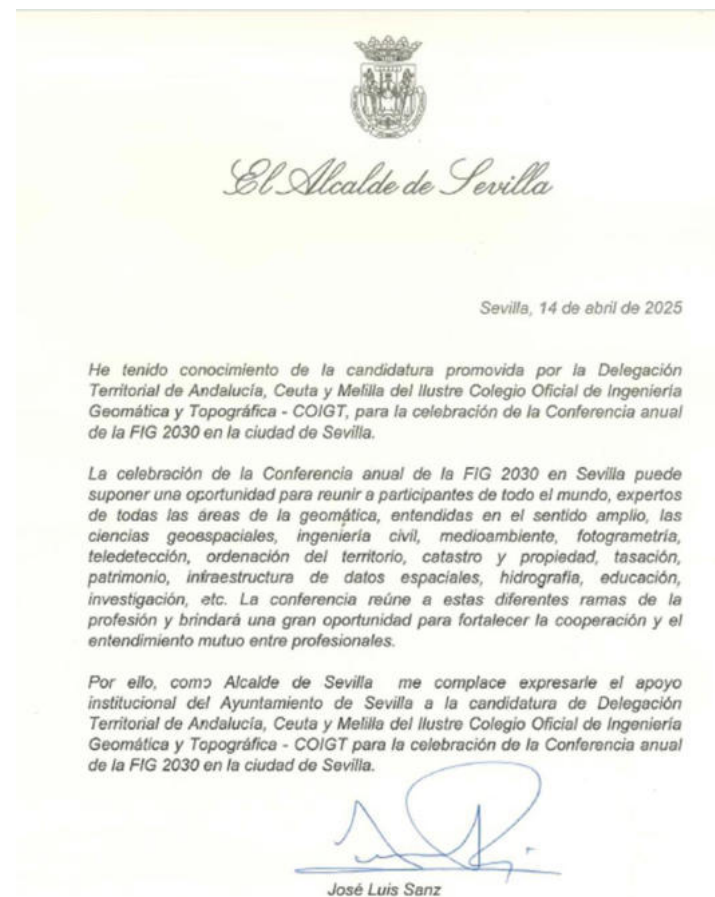 El Alcalde de Sevilla
Sevilla, 14 de abril de 2025
He tenido conocimiento de la candidatura promovida por la Delegación
Territorial de Andalucía, Ceuta y Melilla del Ilustre Colegio Oficial de Ingeniería
Geomática y Topográfica - COIGT, para la celebración de la Conferencia anual
de la FIG 2030 en la ciudad de Sevilla.
La celebración de la Conferencia anual de la FIG 2030 en Sevilla puede
suponer una oportunidad para reunir a participantes de todo el mundo, expertos
de todas las áreas de la geomática, entendidas en el sentido amplio, las
ciencias geoespaciales, ingeniería civil, medioambiente, fotogrametría,
teledetección, ordenación del territorio, catastro y propiedad, tasación,
patrimonio, infraestructura de datos espaciales, hidrografía, educación,
investigación, etc. La conferencia reúne a estas diferentes ramas de la
profesión y brindará una gran oportunidad para fortalecer la cooperación y el
entendimiento mutuo entre profesionales.
Por ello, como Alcalde de Sevilla me complace expresarle el apoyo
institucional del Ayuntamiento de Sevilla a la candidatura de Delegación
Territorial de Andalucía, Ceuta y Melilla del Ilustre Colegio Oficial de Ingeniería
Geomática y Topográfica - COIGT para la celebración de la Conferencia anual
de la FIG 2030 en la ciudad de Sevilla.
José Luis Sanz